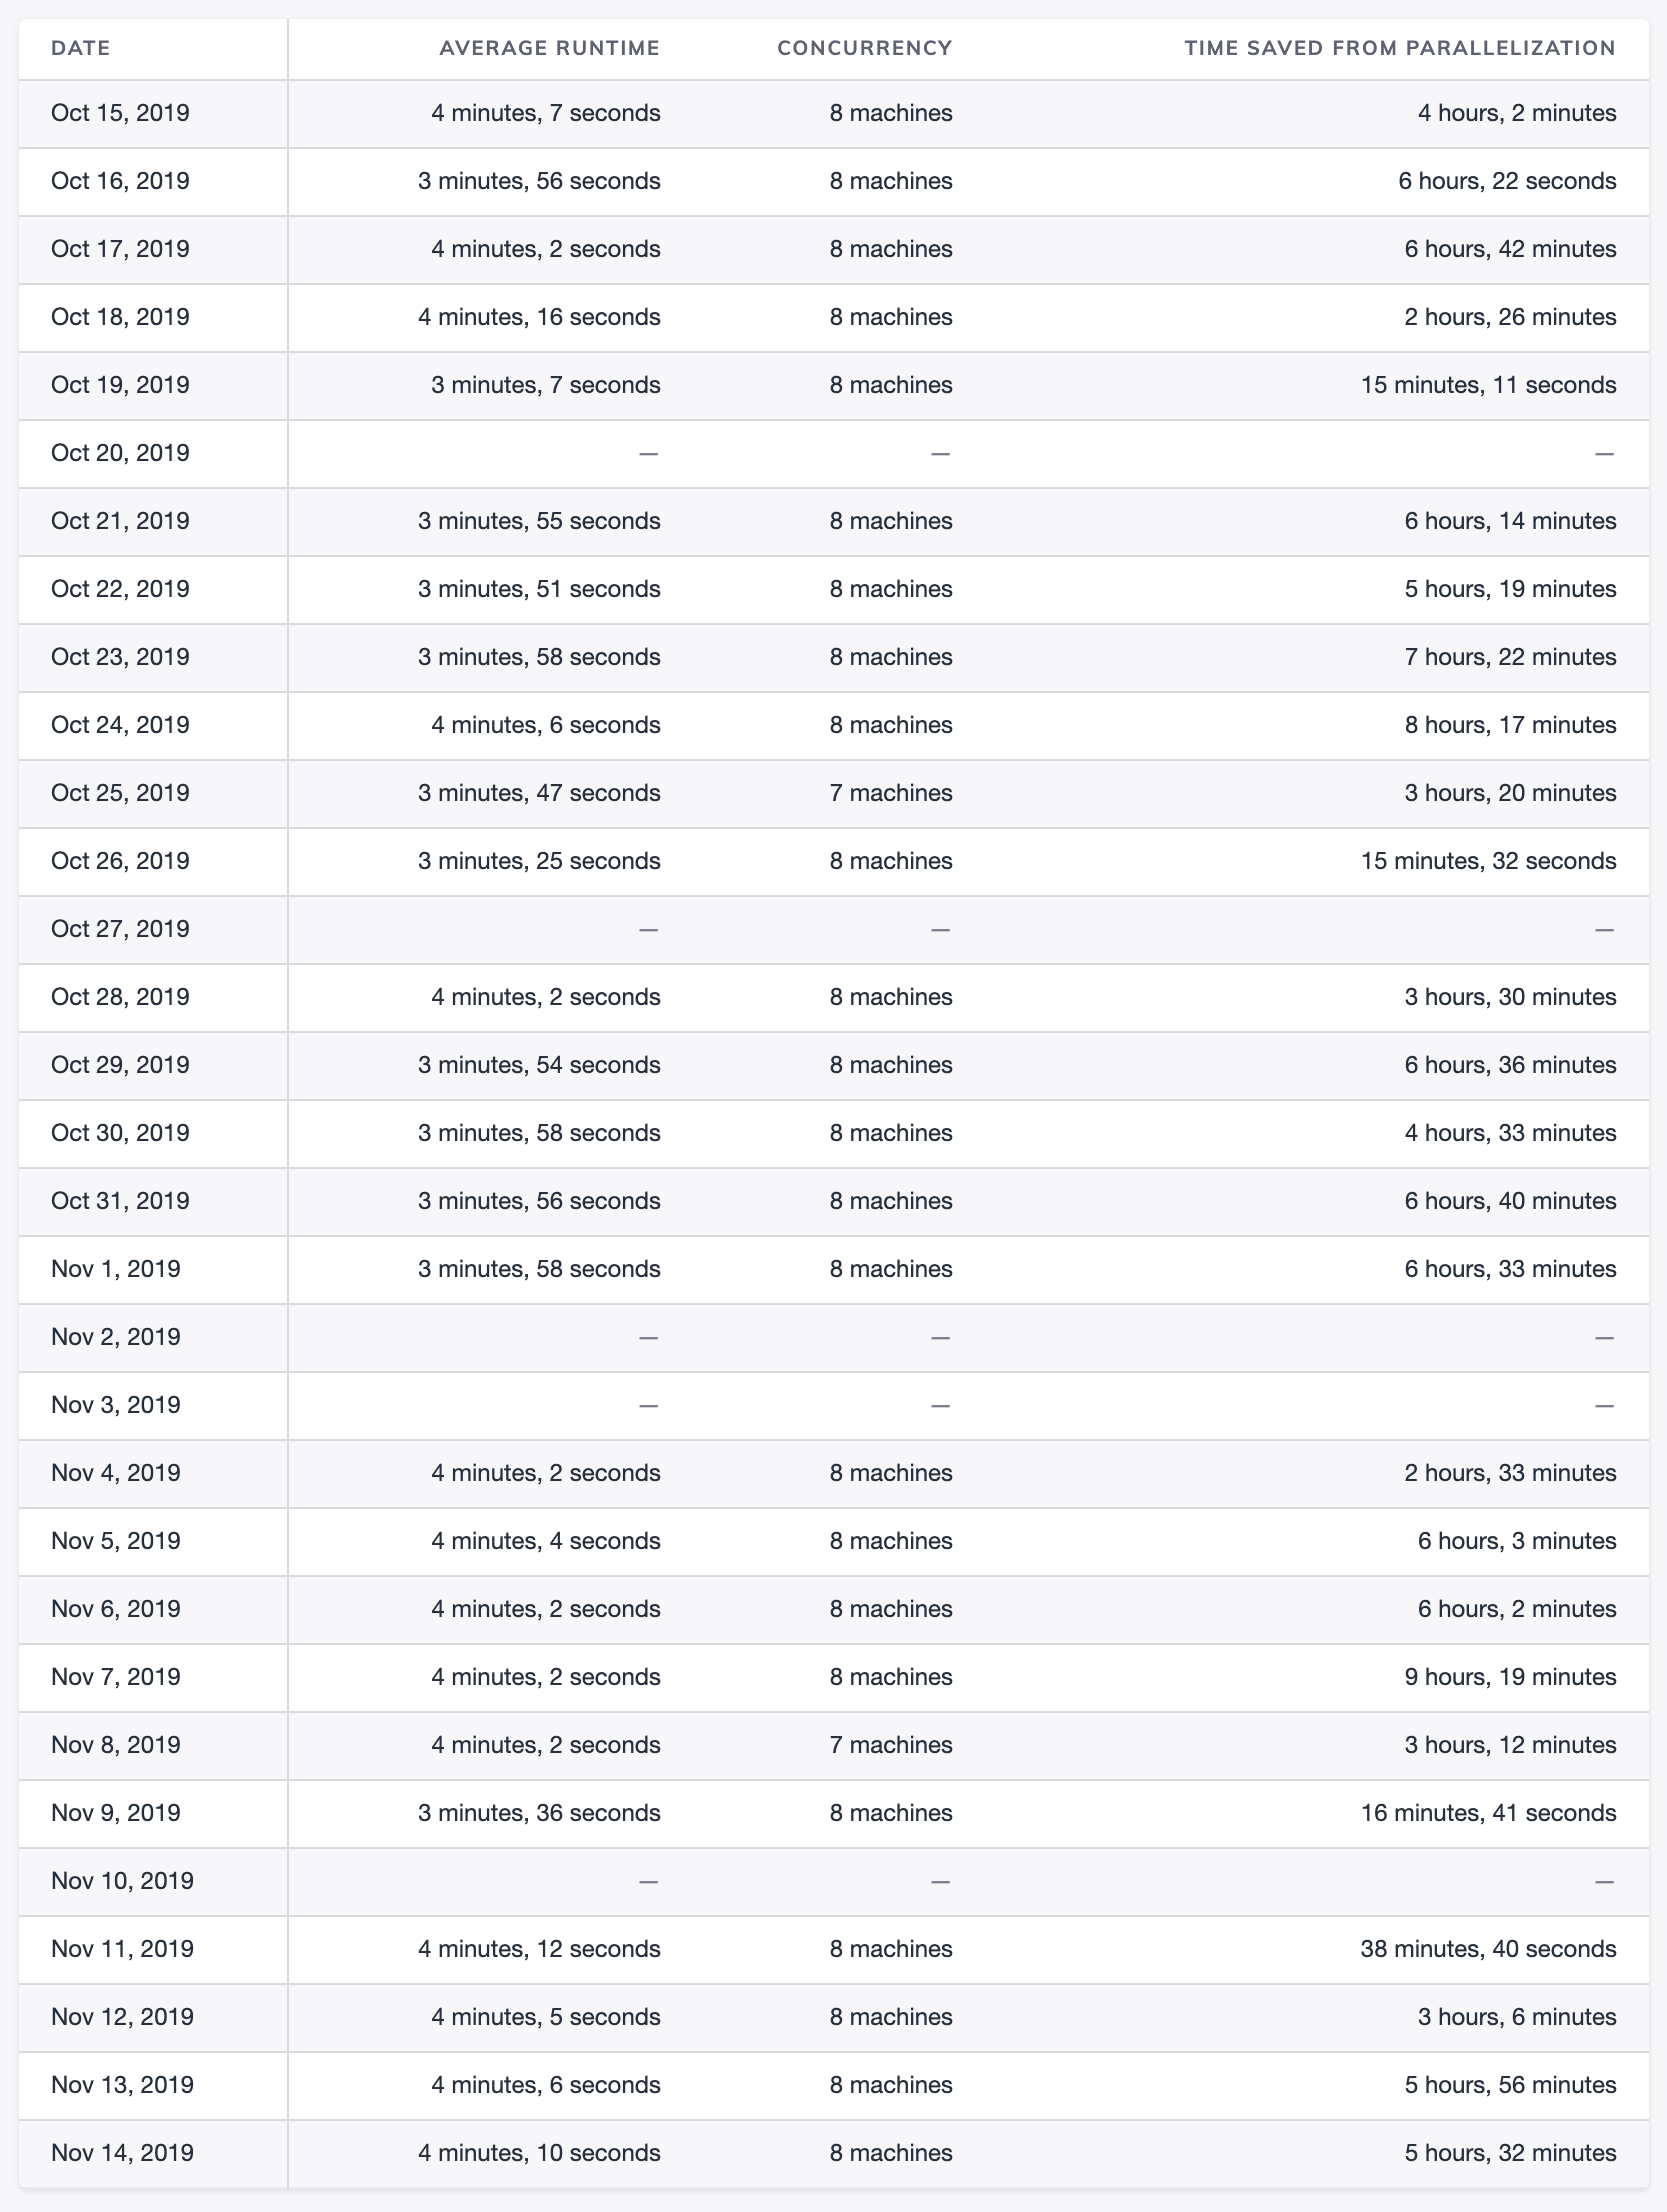 DATE AVERAGE RUNTIME CONCURRENCY TIME SAVED FROM PARALLELIZATION
Oct 15, 2019 4 minutes, 7 seconds 8 machines 4 hours, 2 minutes
Oct 16, 2019 3 minutes, 56 seconds 8 machines 6 hours, 22 seconds
Oct 17, 2019 4 minutes, 2 seconds 8 machines 6 hours, 42 minutes
Oct 18, 2019 4 minutes, 16 seconds 8 machines 2 hours, 26 minutes
Oct 19, 2019 3 minutes, 7 seconds 8 machines 15 minutes, 11 seconds
Oct 20, 2019 – – –
Oct 21, 2019 3 minutes, 55 seconds 8 machines 6 hours, 14 minutes
Oct 22, 2019 3 minutes, 51 seconds 8 machines 5 hours, 19 minutes
Oct 23, 2019 3 minutes, 58 seconds 8 machines 7 hours, 22 minutes
Oct 24, 2019 4 minutes, 6 seconds 8 machines 8 hours, 17 minutes
Oct 25, 2019 3 minutes, 47 seconds 7 machines 3 hours, 20 minutes
Oct 26, 2019 3 minutes, 25 seconds 8 machines 15 minutes, 32 seconds
Oct 27, 2019 – – –
Oct 28, 2019 4 minutes, 2 seconds 8 machines 3 hours, 30 minutes
Oct 29, 2019 3 minutes, 54 seconds 8 machines 6 hours, 36 minutes
Oct 30, 2019 3 minutes, 58 seconds 8 machines 4 hours, 33 minutes
Oct 31, 2019 3 minutes, 56 seconds 8 machines 6 hours, 40 minutes
Nov 1, 2019 3 minutes, 58 seconds 8 machines 6 hours, 33 minutes
Nov 2, 2019 – – –
Nov 3, 2019 – – –
Nov 4, 2019 4 minutes, 2 seconds 8 machines 2 hours, 33 minutes
Nov 5, 2019 4 minutes, 4 seconds 8 machines 6 hours, 3 minutes
Nov 6, 2019 4 minutes, 2 seconds 8 machines 6 hours, 2 minutes
Nov 7, 2019 4 minutes, 2 seconds 8 machines 9 hours, 19 minutes
Nov 8, 2019 4 minutes, 2 seconds 7 machines 3 hours, 12 minutes
Nov 9, 2019 3 minutes, 36 seconds 8 machines 16 minutes, 41 seconds
Nov 10, 2019 – – –
Nov 11, 2019 4 minutes, 12 seconds 8 machines 38 minutes, 40 seconds
Nov 12, 2019 4 minutes, 5 seconds 8 machines 3 hours, 6 minutes
Nov 13, 2019 4 minutes, 6 seconds 8 machines 5 hours, 56 minutes
Nov 14, 2019 4 minutes, 10 seconds 8 machines 5 hours, 32 minutes